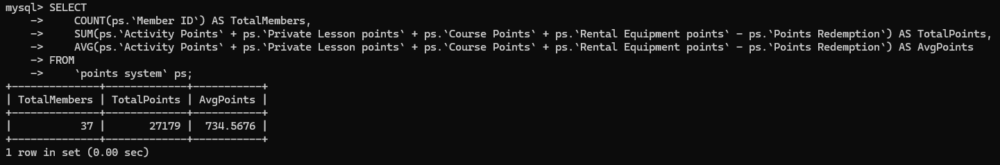 mysql> SELECT
    ->     COUNT(ps.`Member ID`) AS TotalMembers,
    ->     SUM(ps.`Activity Points` + ps.`Private Lesson points` + ps.`Course Points` + ps.`Rental Equipment points` - ps.`Points Redemption`) AS TotalPoints,
    ->     AVG(ps.`Activity Points` + ps.`Private Lesson points` + ps.`Course Points` + ps.`Rental Equipment points` - ps.`Points Redemption`) AS AvgPoints
    -> FROM
    ->     `points system` ps;
+--------------+-------------+-----------+
| TotalMembers | TotalPoints | AvgPoints |
+--------------+-------------+-----------+
|           37 |       27179 |  734.5676 |
+--------------+-------------+-----------+
1 row in set (0.00 sec)